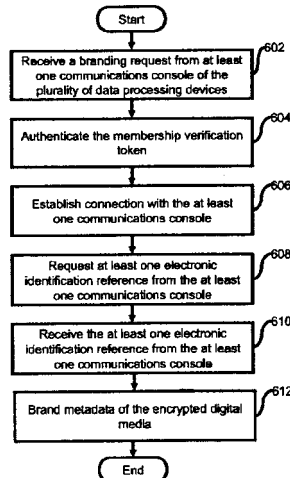 Start
602
Receive a branding request from at least
one communications console of the
plurality of data processing devices
604
Authenticate the membership verification
token
606
Establish connection with the at least
one communications console
608
Request at least one electronic
identification reference from the at least
one communications console
610
Receive the at least one electronic
identification reference from the at least
one communications console
612
Brand metadata of the encrypted digital
media
End